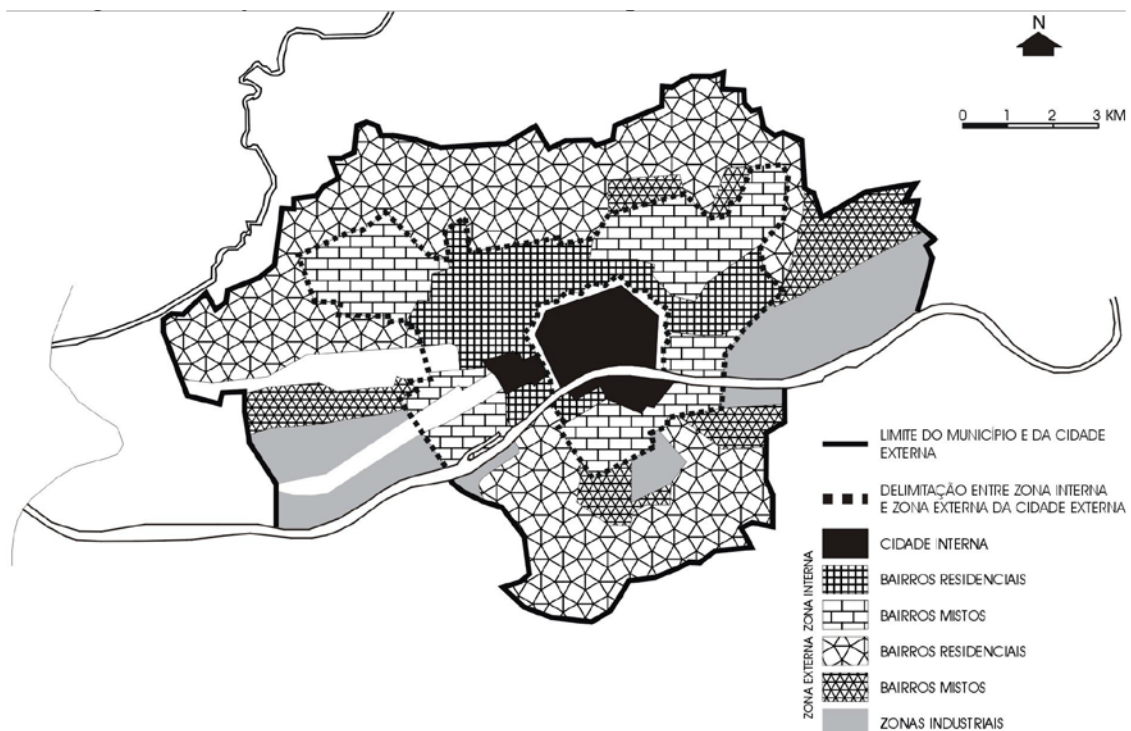 N
0 1 2 3 KM
LIMITE DO MUNICÍPIO E DA CIDADE
EXTERNA
DELIMITAÇÃO ENTRE ZONA INTERNA
E ZONA EXTERNA DA CIDADE EXTERNA
CIDADE INTERNA
ZONA INTERNA
BAIRROS RESIDENCIAIS
BAIRROS MISTOS
ZONA EXTERNA
BAIRROS RESIDENCIAIS
BAIRROS MISTOS
ZONAS INDUSTRIAIS